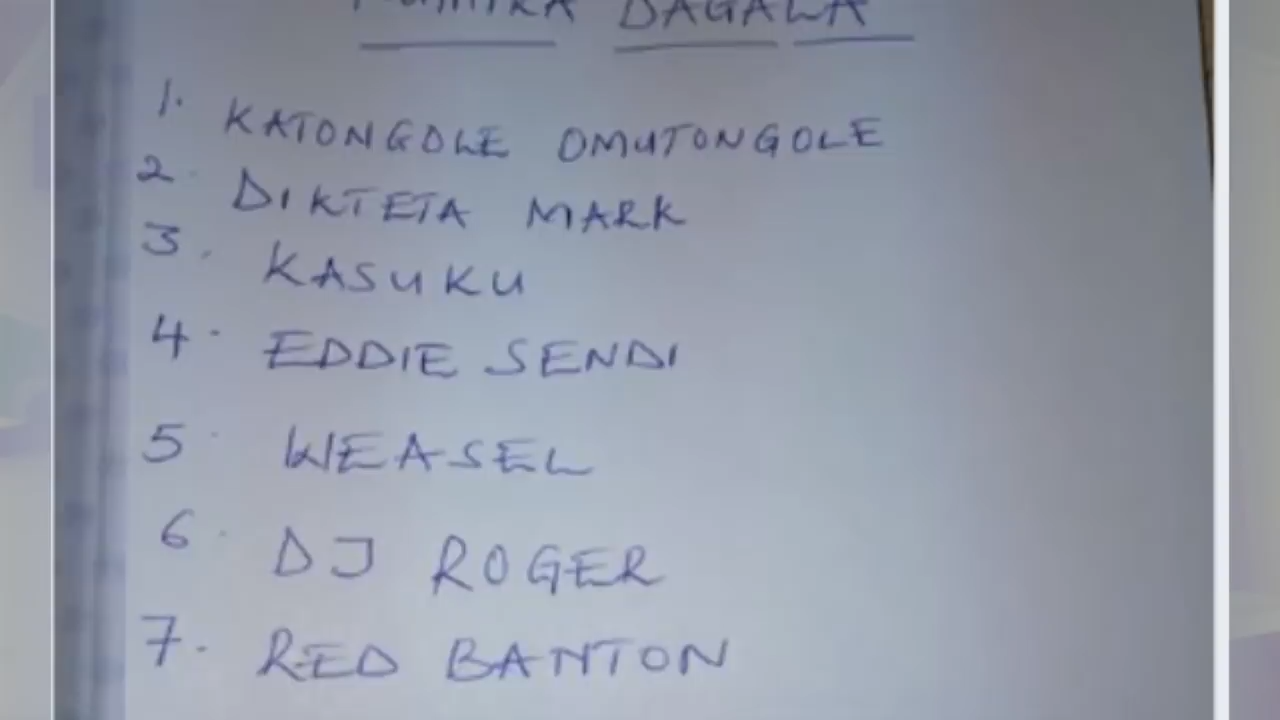 DAGALA
1. KATONGOLE OMUTONGOLE
2. DIKTETA MARK
3. KASUKU
4. EDDIE SENDI
5. WEASEL
6. DJ ROGER
7. RED BANTON